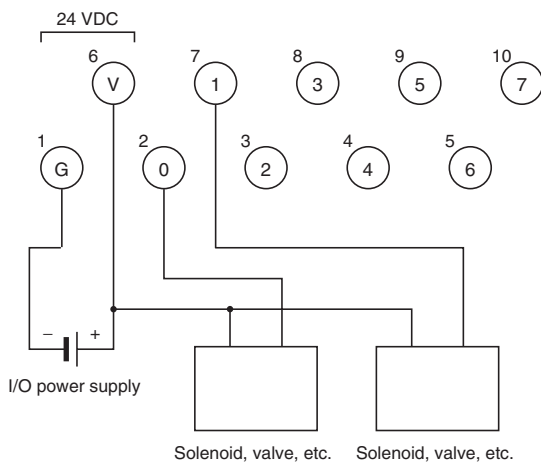 24 VDC
6 7 8 9 10
V 1 3 5 7
1 2 3 4 5
G 0 2 4 6
− +
I/O power supply
Solenoid, valve, etc. Solenoid, valve, etc.